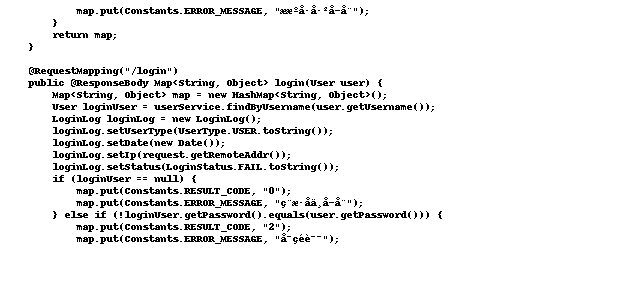 map.put(Constants.ERROR_MESSAGE, "ææºå·å·²å­å¨");
}
return map;
}
@RequestMapping("/login")
public @ResponseBody Map<String, Object> login(User user) {
Map<String, Object> map = new HashMap<String, Object>();
User loginUser = userService.findByUsername(user.getUsername());
LoginLog loginLog = new LoginLog();
loginLog.setUserType(UserType.USER.toString());
loginLog.setDate(new Date());
loginLog.setIp(request.getRemoteAddr());
loginLog.setStatus(LoginStatus.FAIL.toString());
if (loginUser == null) {
map.put(Constants.RESULT_CODE, "0");
map.put(Constants.ERROR_MESSAGE, "ç¨æ·åä¸å­å¨");
} else if (!loginUser.getPassword().equals(user.getPassword())) {
map.put(Constants.RESULT_CODE, "2");
map.put(Constants.ERROR_MESSAGE, "å¯ç éè¯¯");